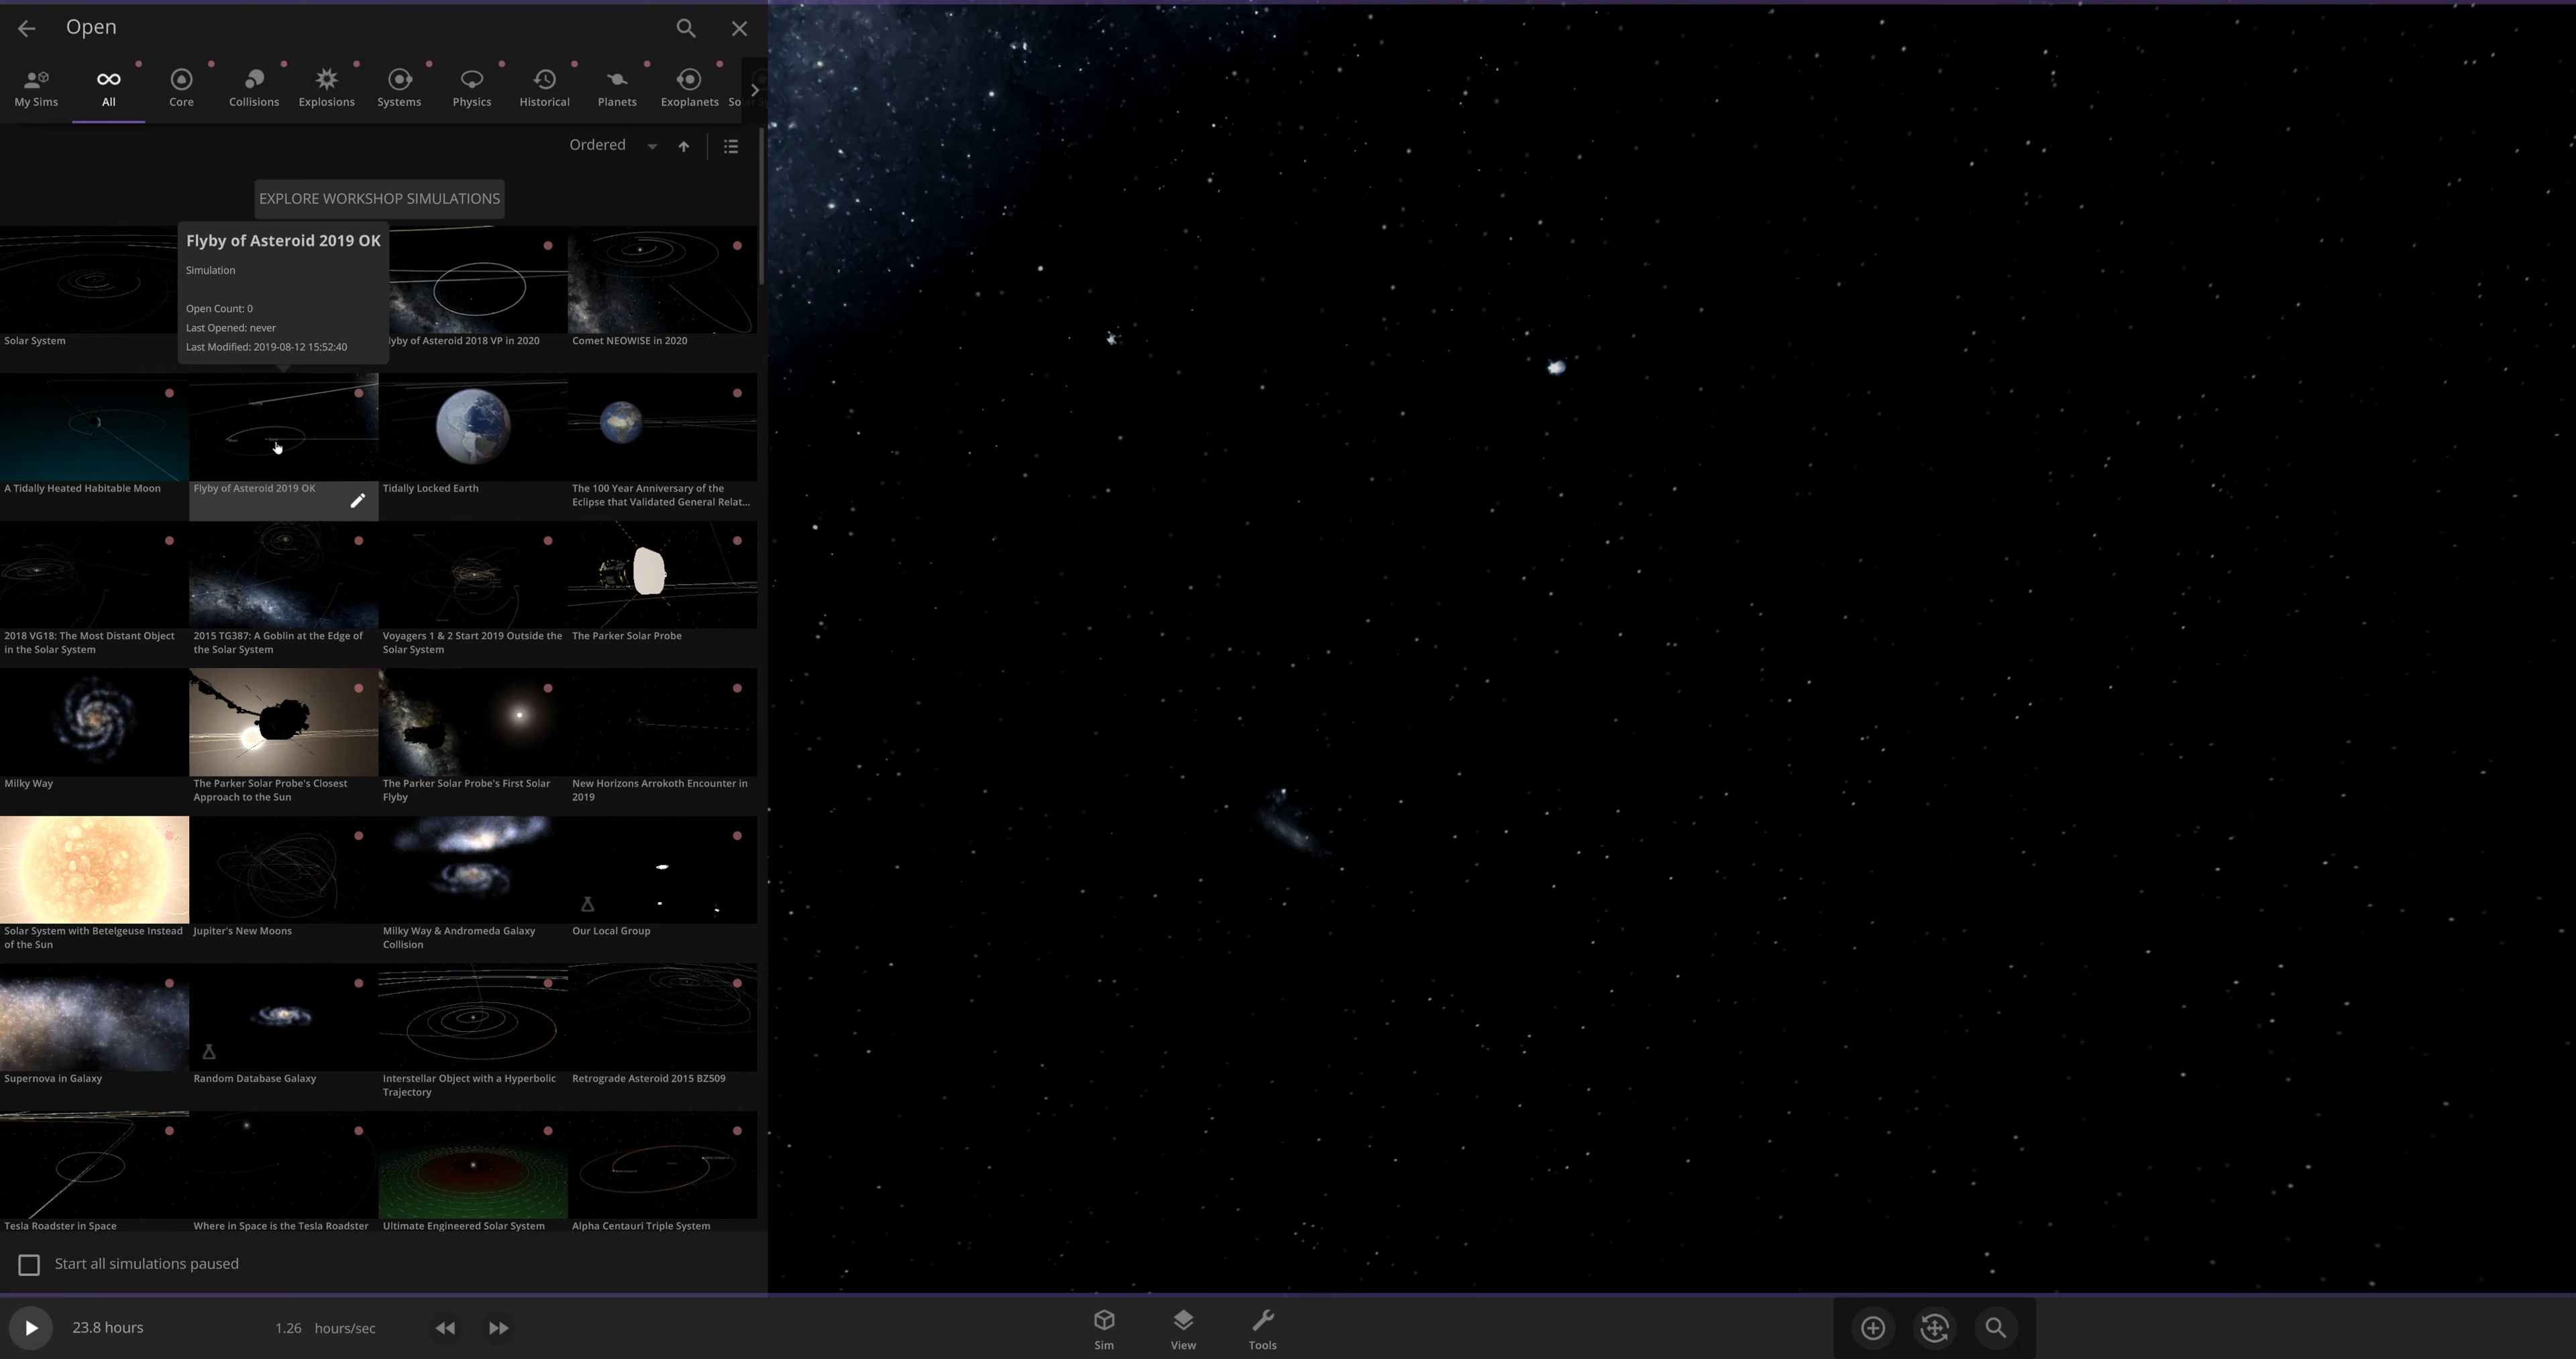 Open
My Sims
All
Core
Collisions
Explosions
Systems
Physics
Historical
Planets
Exoplanets
Ordered
EXPLORE WORKSHOP SIMULATIONS
Flyby of Asteroid 2019 OK
Simulation
Open Count: 0
Last Opened: never
Last Modified: 2019-08-12 15:52:40
Solar System
lyby of Asteroid 2018 VP in 2020
Comet NEOWISE in 2020
A Tidally Heated Habitable Moon
Flyby of Asteroid 2019 OK
Tidally Locked Earth
The 100 Year Anniversary of the
Eclipse that Validated General Relat...
2018 VG18: The Most Distant Object
in the Solar System
2015 TG387: A Goblin at the Edge of
the Solar System
Voyagers 1 & 2 Start 2019 Outside the
Solar System
The Parker Solar Probe
Milky Way
The Parker Solar Probe's Closest
Approach to the Sun
The Parker Solar Probe's First Solar
Flyby
New Horizons Arrokoth Encounter in
2019
Solar System with Betelgeuse Instead
of the Sun
Jupiter's New Moons
Milky Way & Andromeda Galaxy
Collision
Our Local Group
Supernova in Galaxy
Random Database Galaxy
Interstellar Object with a Hyperbolic
Trajectory
Retrograde Asteroid 2015 BZ509
Tesla Roadster in Space
Where in Space is the Tesla Roadster
Ultimate Engineered Solar System
Alpha Centauri Triple System
Start all simulations paused
23.8 hours
1.26 hours/sec
Sim
View
Tools